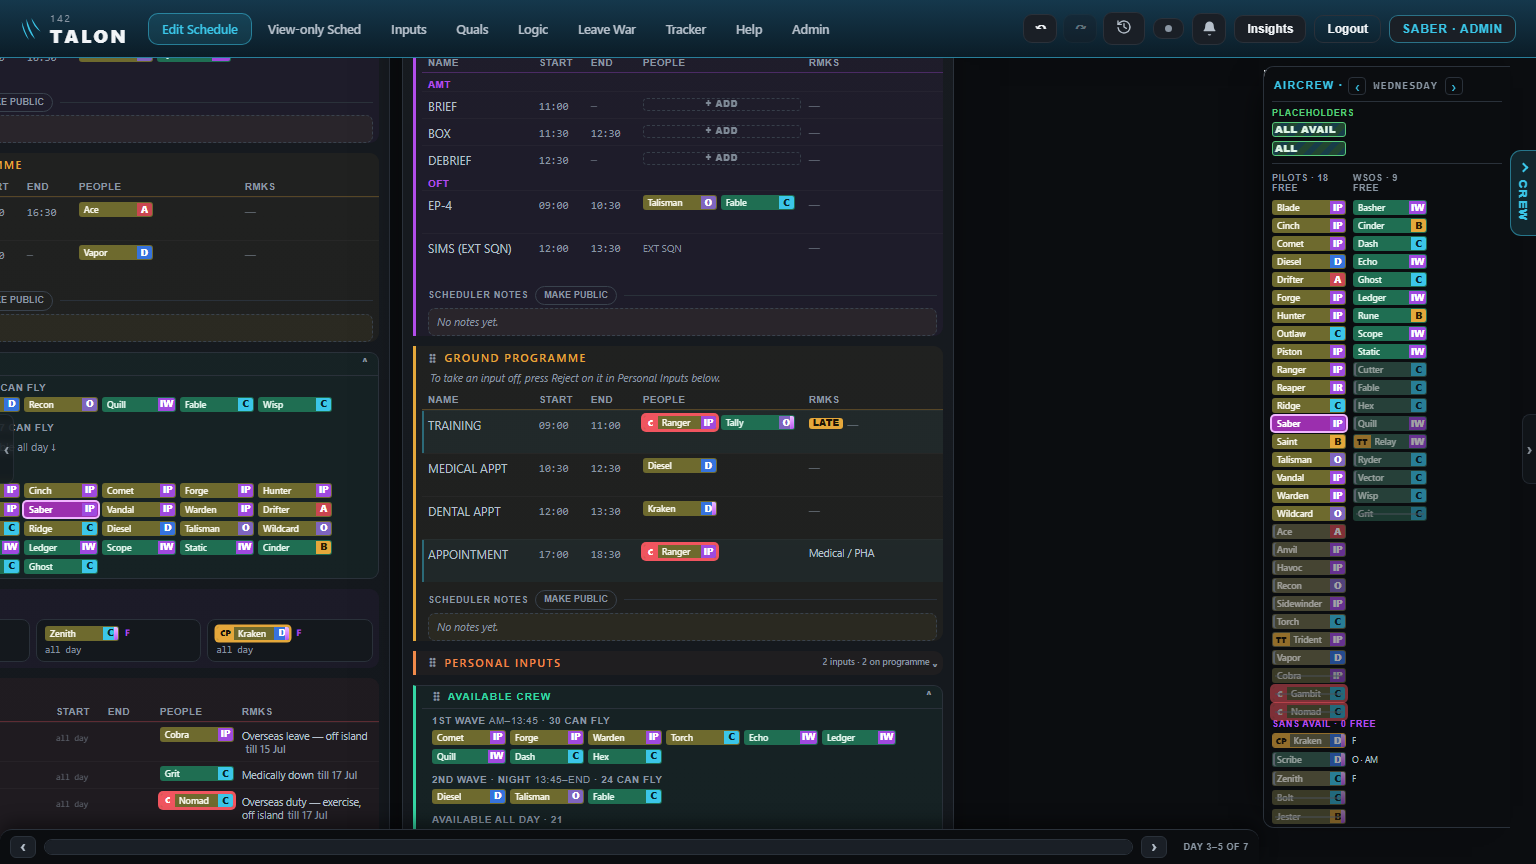 142
TALON
Edit Schedule
View-only Sched
Inputs
Quals
Logic
Leave War
Tracker
Help
Admin
Insights
Logout
SABER · ADMIN
KE PUBLIC
MME
RT END PEOPLE RMKS
0 16:30 Ace A —
0 — Vapor D —
KE PUBLIC
CAN FLY
D Recon O Quill IW Fable C Wisp C
CAN FLY
all day ↓
IP Cinch IP Comet IP Forge IP Hunter IP
IP Saber IP Vandal IP Warden IP Drifter A
C Ridge C Diesel D Talisman O Wildcard O
IW Ledger IW Scope IW Static IW Cinder B
C Ghost C
Zenith C F
all day
CP Kraken D F
all day
START END PEOPLE RMKS
all day Cobra IP Overseas leave — off island
till 15 Jul
all day Grit C Medically down till 17 Jul
all day C Nomad C Overseas duty — exercise,
off island till 17 Jul
NAME START END PEOPLE RMKS
AMT
BRIEF 11:00 — + ADD —
BOX 11:30 12:30 + ADD —
DEBRIEF 12:30 — + ADD —
OFT
EP-4 09:00 10:30 Talisman O Fable C —
SIMS (EXT SQN) 12:00 13:30 EXT SQN —
SCHEDULER NOTES MAKE PUBLIC
No notes yet.
GROUND PROGRAMME
To take an input off, press Reject on it in Personal Inputs below.
NAME START END PEOPLE RMKS
TRAINING 09:00 11:00 C Ranger IP Tally O LATE —
MEDICAL APPT 10:30 12:30 Diesel D —
DENTAL APPT 12:00 13:30 Kraken D —
APPOINTMENT 17:00 18:30 C Ranger IP Medical / PHA
SCHEDULER NOTES MAKE PUBLIC
No notes yet.
PERSONAL INPUTS 2 inputs · 2 on programme
AVAILABLE CREW
1ST WAVE AM–13:45 · 30 CAN FLY
Comet IP Forge IP Warden IP Torch C Echo IW Ledger IW
Quill IW Dash C Hex C
2ND WAVE · NIGHT 13:45–END · 24 CAN FLY
Diesel D Talisman O Fable C
AVAILABLE ALL DAY · 21
AIRCREW · ‹ WEDNESDAY ›
PLACEHOLDERS
ALL AVAIL
ALL
PILOTS · 18 FREE WSOS · 9 FREE
Blade IP Basher IW
Cinch IP Cinder B
Comet IP Dash C
Diesel D Echo IW
Drifter A Ghost C
Forge IP Ledger IW
Hunter IP Rune B
Outlaw C Scope IW
Piston IP Static IW
Ranger IP Cutter C
Reaper IR Fable C
Ridge C Hex C
Saber IP Quill IW
Saint B TT Relay IW
Talisman O Ryder C
Vandal IP Vector C
Warden IP Wisp C
Wildcard O Grit C
Ace A
Anvil IP
Havoc IP
Recon O
Sidewinder IP
Torch C
TT Trident IP
Vapor D
Cobra IP
C Gambit C
C Nomad C
SANS AVAIL · 0 FREE
CP Kraken D F
Scribe O O · AM
Zenith C F
Bolt C
Jester B
CREW
‹ › DAY 3–5 OF 7